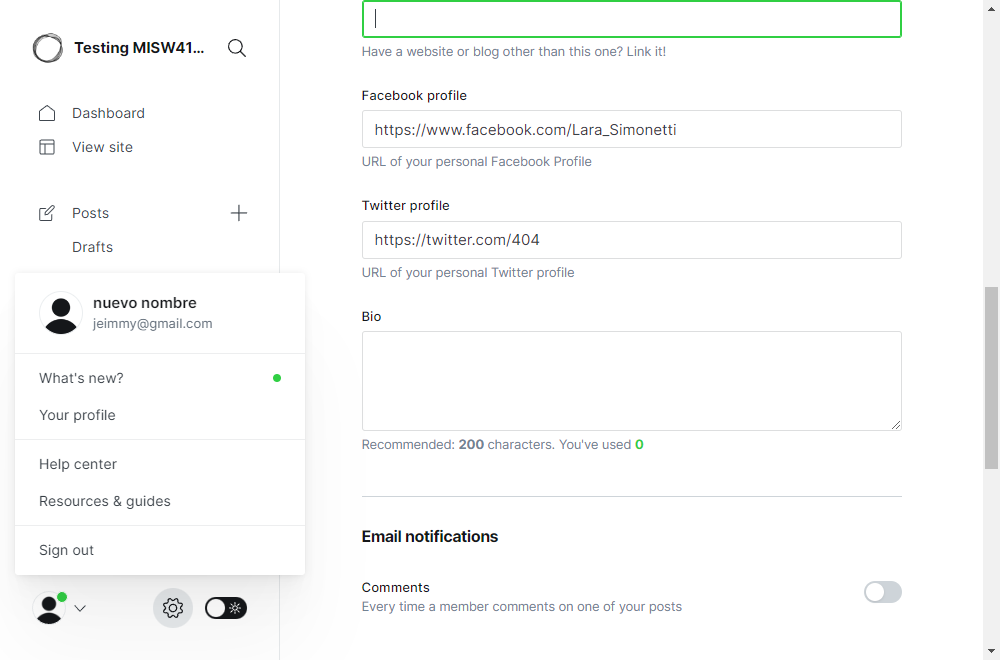 Testing MISW41...
Dashboard
View site
Posts
Drafts
nuevo nombre
jeimmy@gmail.com
What's new?
Your profile
Help center
Resources & guides
Sign out
Have a website or blog other than this one? Link it!
Facebook profile
https://www.facebook.com/Lara_Simonetti
URL of your personal Facebook Profile
Twitter profile
https://twitter.com/404
URL of your personal Twitter profile
Bio
Recommended: 200 characters. You've used 0
Email notifications
Comments
Every time a member comments on one of your posts